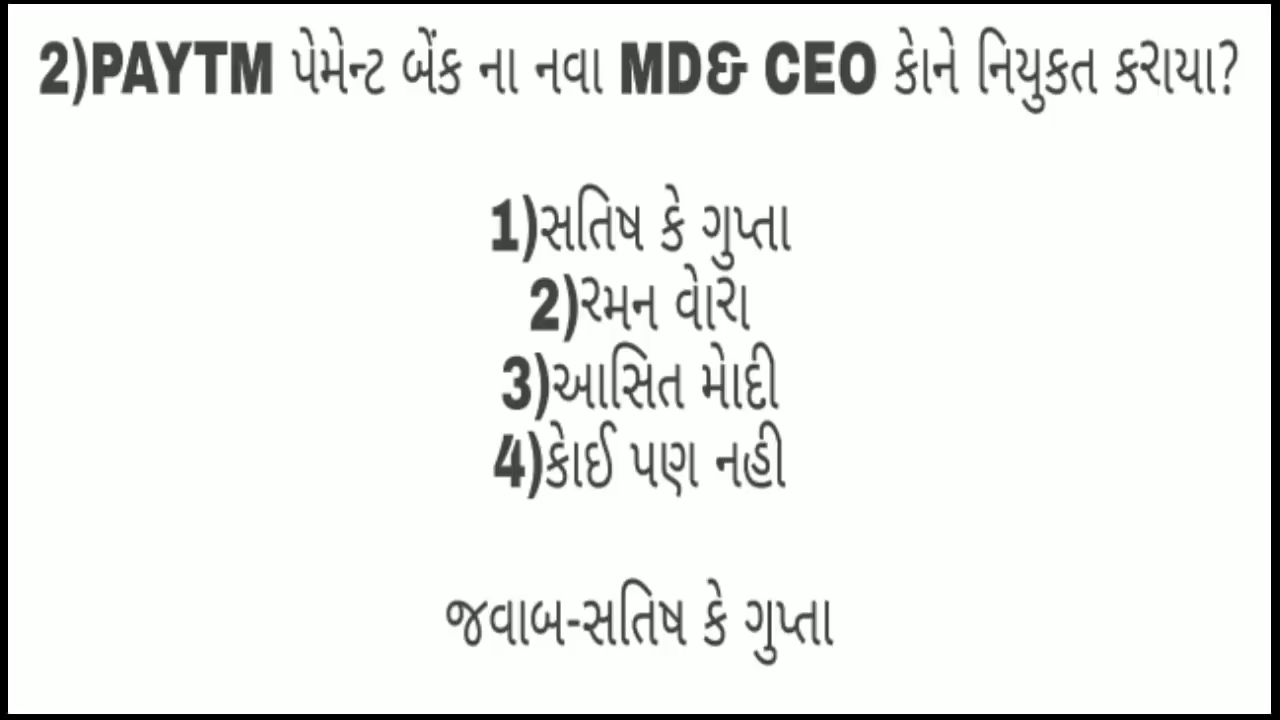 2)PAYTM પેમેન્ટ બેંક ના નવા MD& CEO કોને નિયુકત કરાયા?
1)સતિષ કે ગુપ્તા
2)રમન વોરા
3)આસિત મોદી
4)કોઈ પણ નહી
જવાબ-સતિષ કે ગુપ્તા